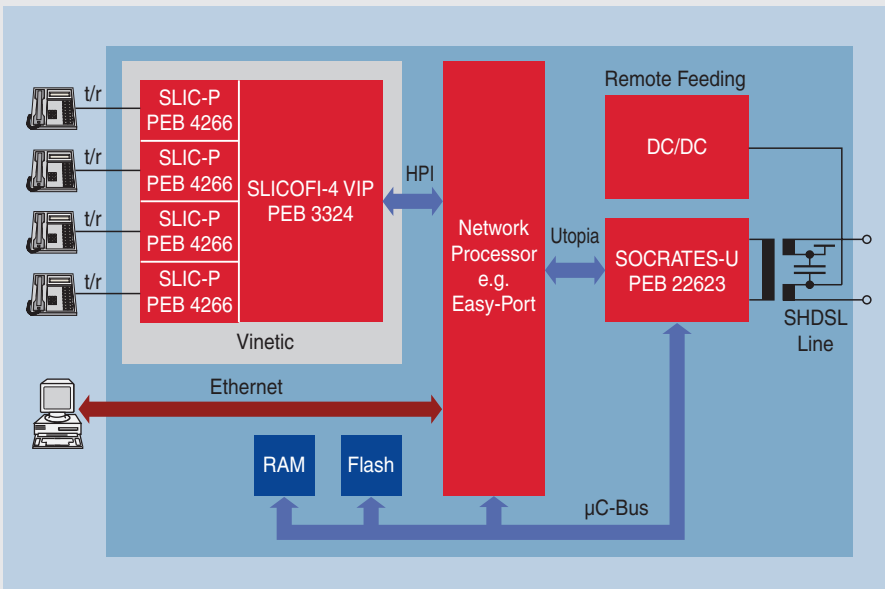 t/r
SLIC-P
PEB 4266
t/r
SLIC-P
PEB 4266
t/r
SLIC-P
PEB 4266
t/r
SLIC-P
PEB 4266
SLICOFI-4 VIP
PEB 3324
Vinetic
HPI
Network
Processor
e.g.
Easy-Port
Utopia
Remote Feeding
DC/DC
SOCRATES-U
PEB 22623
SHDSL
Line
Ethernet
RAM
Flash
µC-Bus